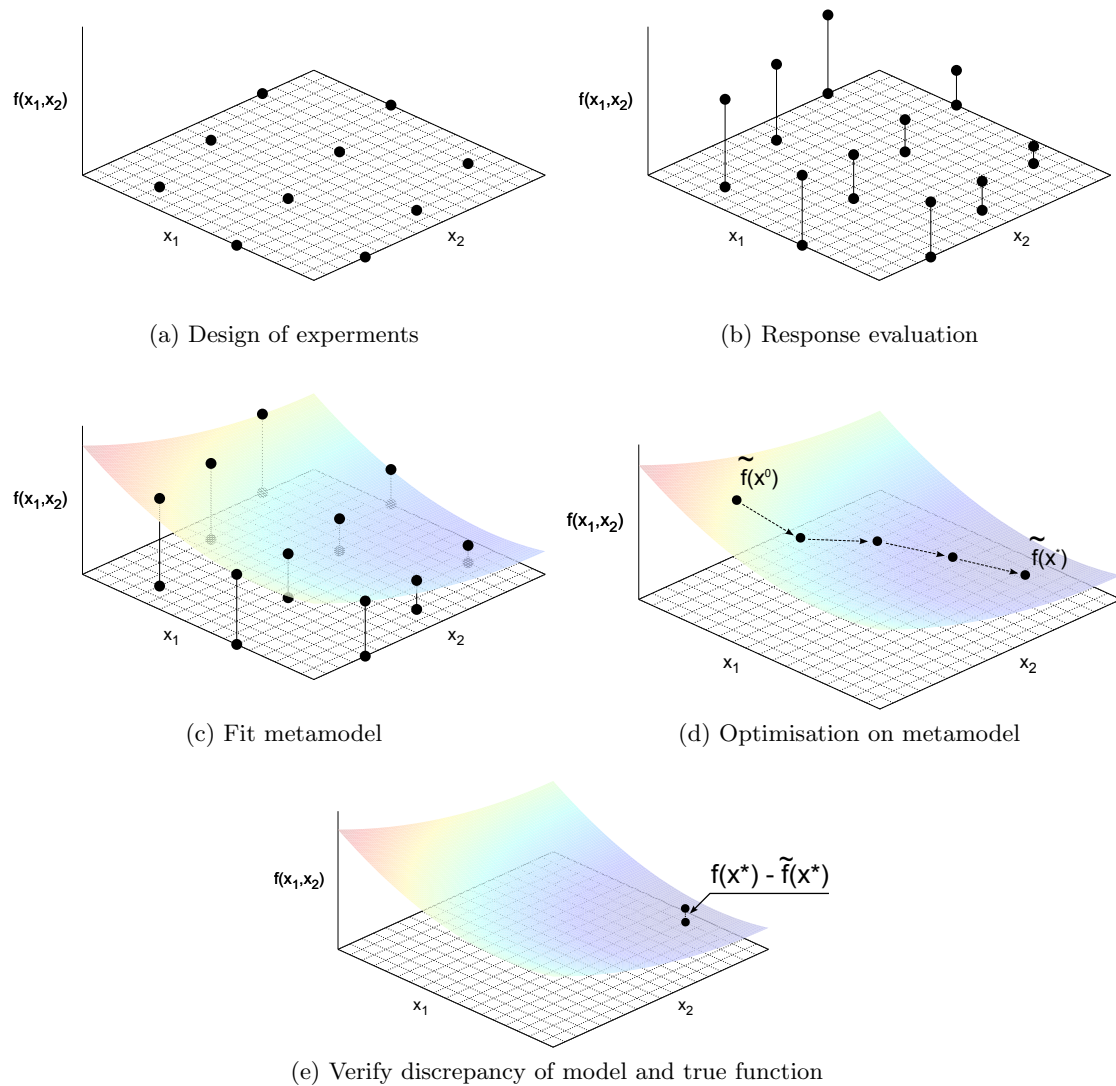 f(x₁,x₂)
x₁
x₂
(a) Design of experments
f(x₁,x₂)
x₁
x₂
(b) Response evaluation
f(x₁,x₂)
x₁
x₂
(c) Fit metamodel
f(x₁,x₂)
f̃(x⁰)
f̃(x*)
x₁
x₂
(d) Optimisation on metamodel
f(x₁,x₂)
f(x*) - f̃(x*)
x₁
x₂
(e) Verify discrepancy of model and true function